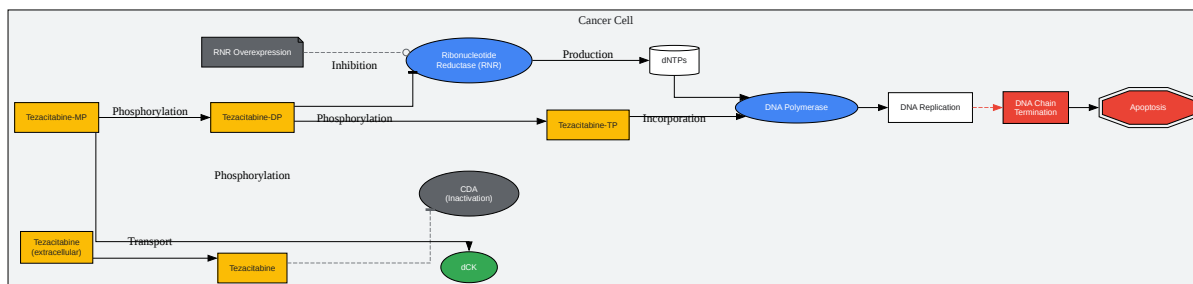 Cancer Cell
RNR Overexpression
Inhibition
Ribonucleotide
Reductase (RNR)
Production
dNTPs
Tezacitabine-MP
Phosphorylation
Tezacitabine-DP
Phosphorylation
Tezacitabine-TP
Incorporation
DNA Polymerase
DNA Replication
DNA Chain
Termination
Apoptosis
Phosphorylation
CDA
(Inactivation)
Tezacitabine
(extracellular)
Transport
Tezacitabine
dCK